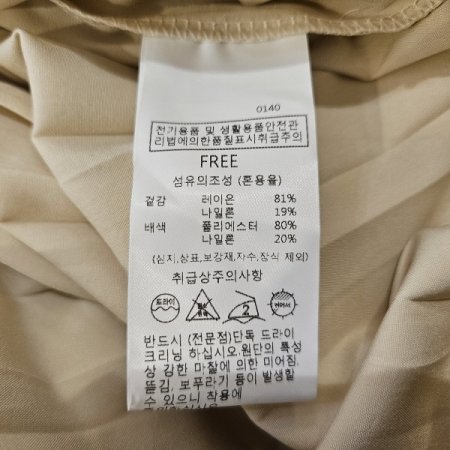 0140
전기용품 및 생활용품안전관
리법에의한품질표시취급주의
FREE
섬유의조성 (혼용율)
겉감 레이온 81%
나일론 19%
배색 폴리에스터 80%
나일론 20%
(심지,상표,보강재,자수,장식 제외)
취급상주의사항
드라이 2
반드시 (전문점)단독 드라이
크리닝 하십시오.원단의 특성
상 강한 마찰에 의한 미어짐,
뜯김, 보푸라기 등이 발생할
수 있으니 착용에